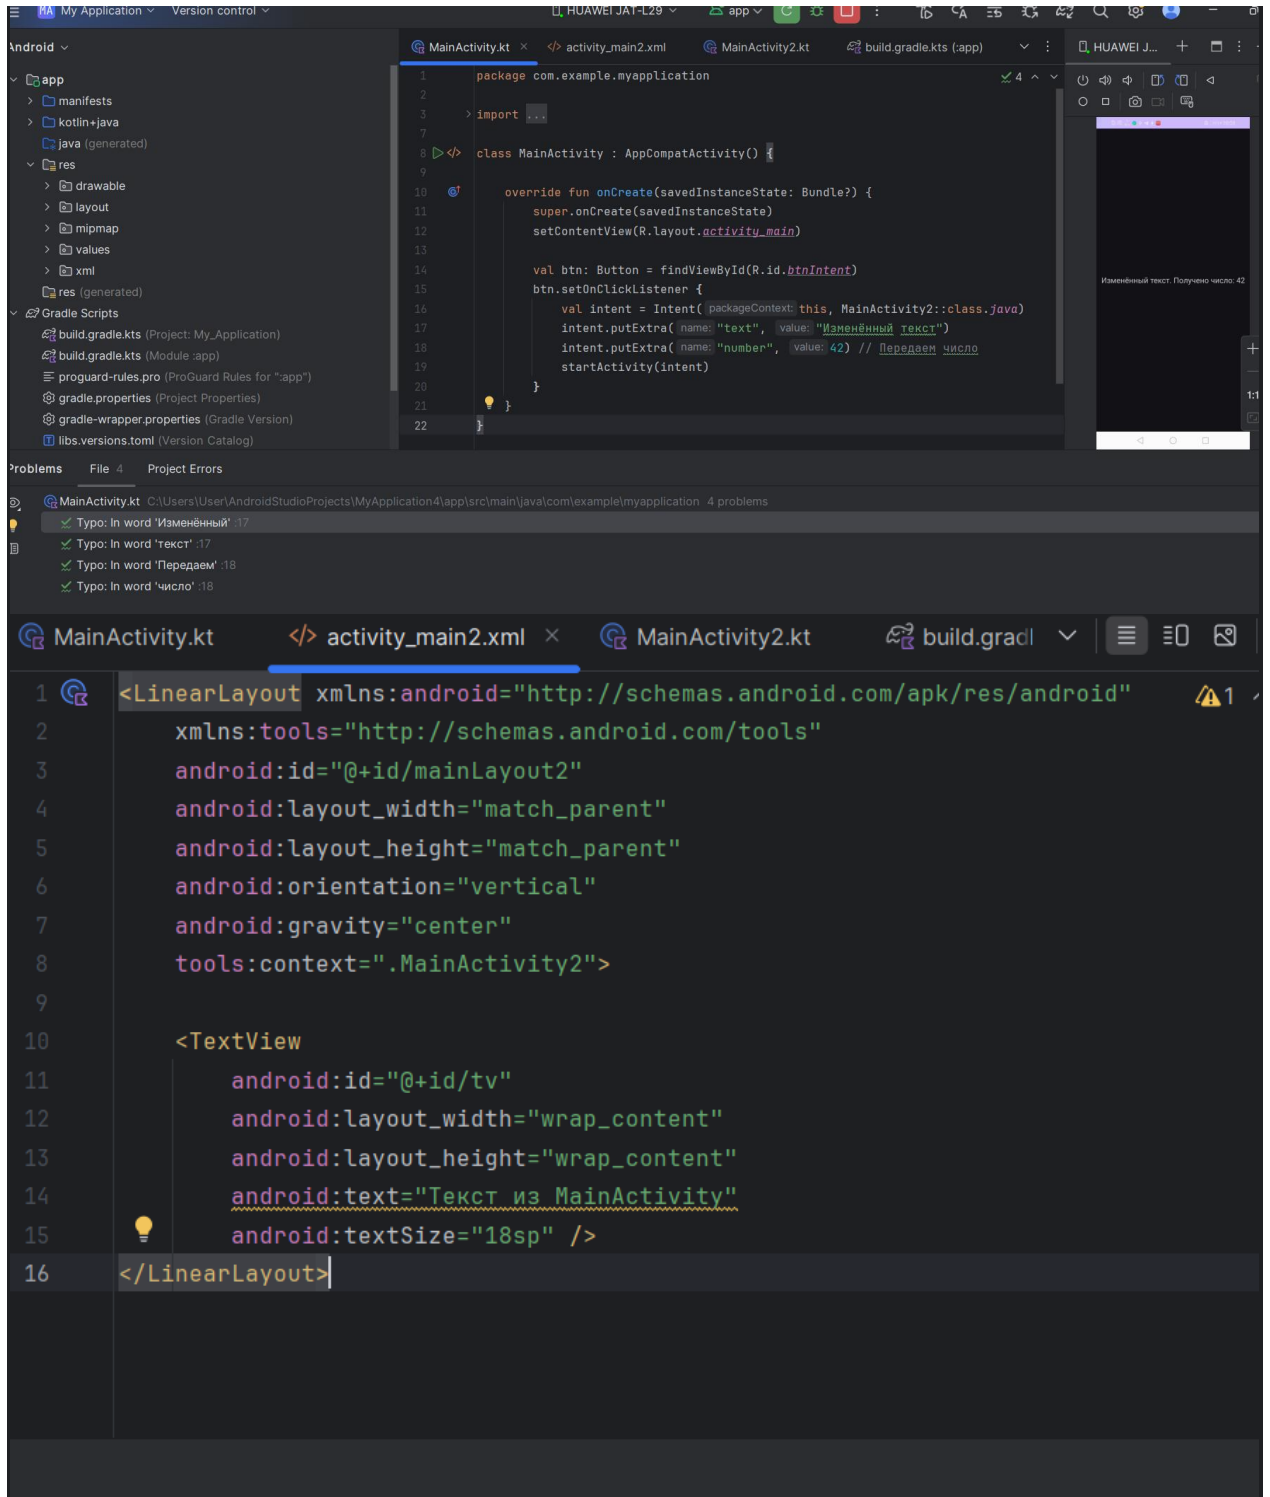 MA My Application Version control HUAWEI JAT-L29 app
Android
app
manifests
kotlin+java
java (generated)
res
drawable
layout
mipmap
values
xml
res (generated)
Gradle Scripts
build.gradle.kts (Project: My_Application)
build.gradle.kts (Module :app)
proguard-rules.pro (ProGuard Rules for ":app")
gradle.properties (Project Properties)
gradle-wrapper.properties (Gradle Version)
libs.versions.toml (Version Catalog)
MainActivity.kt activity_main2.xml MainActivity2.kt build.gradle.kts (:app)
4
1 package com.example.myapplication
2
3 import ...
7
8 class MainActivity : AppCompatActivity() {
9
10 override fun onCreate(savedInstanceState: Bundle?) {
11 super.onCreate(savedInstanceState)
12 setContentView(R.layout.activity_main)
13
14 val btn: Button = findViewById(R.id.btnIntent)
15 btn.setOnClickListener {
16 val intent = Intent( packageContext: this, MainActivity2::class.java)
17 intent.putExtra( name: "text", value: "Изменённый текст")
18 intent.putExtra( name: "number", value: 42) // Передаем число
19 startActivity(intent)
20 }
21 }
22 }
HUAWEI J...
Изменённый текст. Получено число: 42
1:1
Problems File 4 Project Errors
MainActivity.kt C:\Users\User\AndroidStudioProjects\MyApplication4\app\src\main\java\com\example\myapplication 4 problems
Typo: In word 'Изменённый' :17
Typo: In word 'текст' :17
Typo: In word 'Передаем' :18
Typo: In word 'число' :18
MainActivity.kt activity_main2.xml MainActivity2.kt build.gradl
1 <LinearLayout xmlns:android="http://schemas.android.com/apk/res/android" 1
2 xmlns:tools="http://schemas.android.com/tools"
3 android:id="@+id/mainLayout2"
4 android:layout_width="match_parent"
5 android:layout_height="match_parent"
6 android:orientation="vertical"
7 android:gravity="center"
8 tools:context=".MainActivity2">
9
10 <TextView
11 android:id="@+id/tv"
12 android:layout_width="wrap_content"
13 android:layout_height="wrap_content"
14 android:text="Текст из MainActivity"
15 android:textSize="18sp" />
16 </LinearLayout>